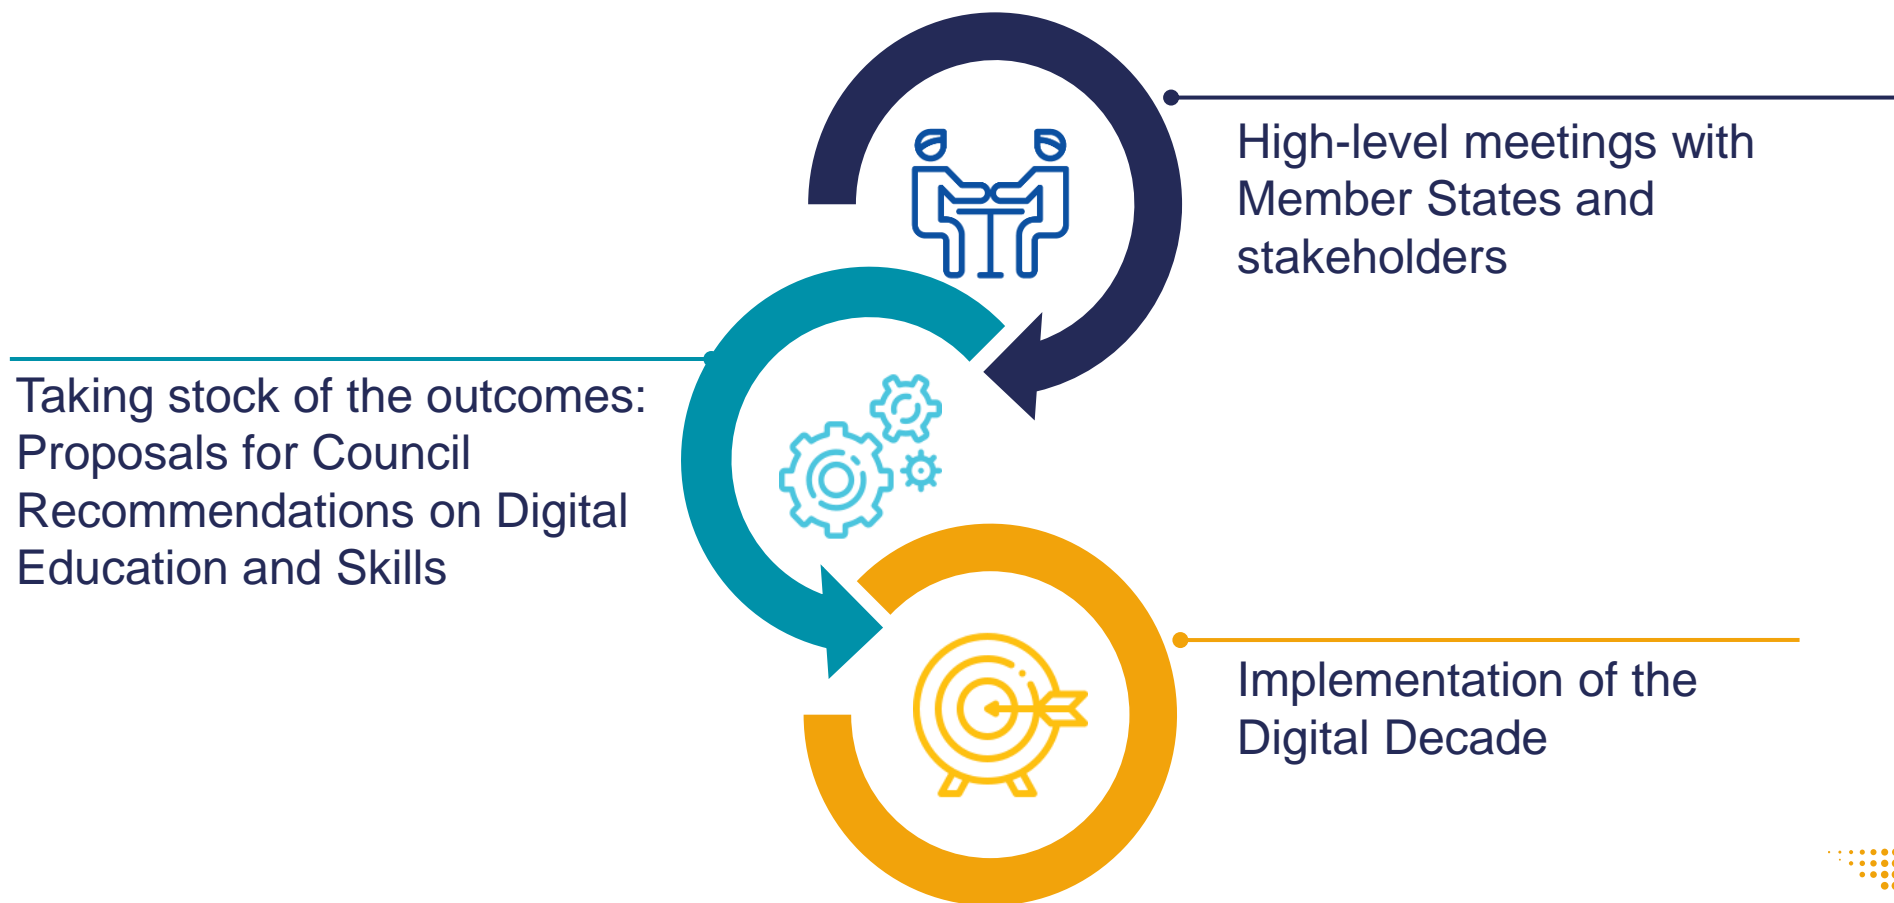 High-level meetings with
Member States and
stakeholders
Taking stock of the outcomes:
Proposals for Council
Recommendations on Digital
Education and Skills
Implementation of the
Digital Decade